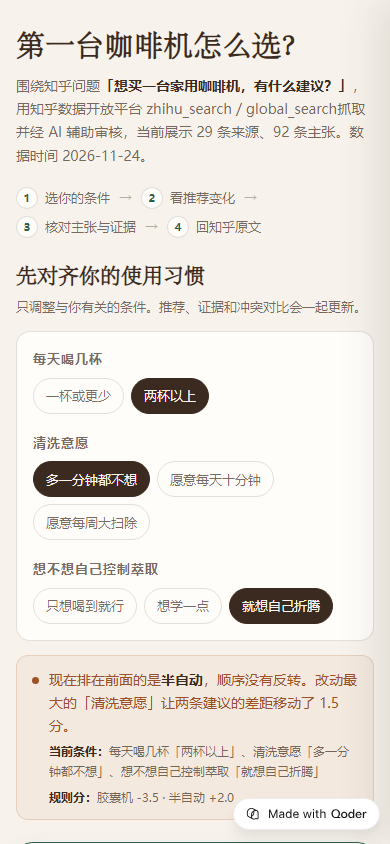 第一台咖啡机怎么选?
围绕知乎问题「想买一台家用咖啡机，有什么建议？」，
用知乎数据开放平台 zhihu_search / global_search抓取
并经 AI 辅助审核，当前展示 29 条来源、92 条主张。数
据时间 2026-11-24。
1 选你的条件 → 2 看推荐变化 →
3 核对主张与证据 → 4 回知乎原文
先对齐你的使用习惯
只调整与你有关的条件。推荐、证据和冲突对比会一起更新。
每天喝几杯
一杯或更少 两杯以上
清洗意愿
多一分钟都不想 愿意每天十分钟
愿意每周大扫除
想不想自己控制萃取
只想喝到就行 想学一点 就想自己折腾
现在排在前面的是半自动，顺序没有反转。改动最
大的「清洗意愿」让两条建议的差距移动了 1.5
分。
当前条件：每天喝几杯「两杯以上」、清洗意愿「多一分
钟都不想」、想不想自己控制萃取「就想自己折腾」
规则分：胶囊机 -3.5 · 半自动 +2.0
Made with Qoder